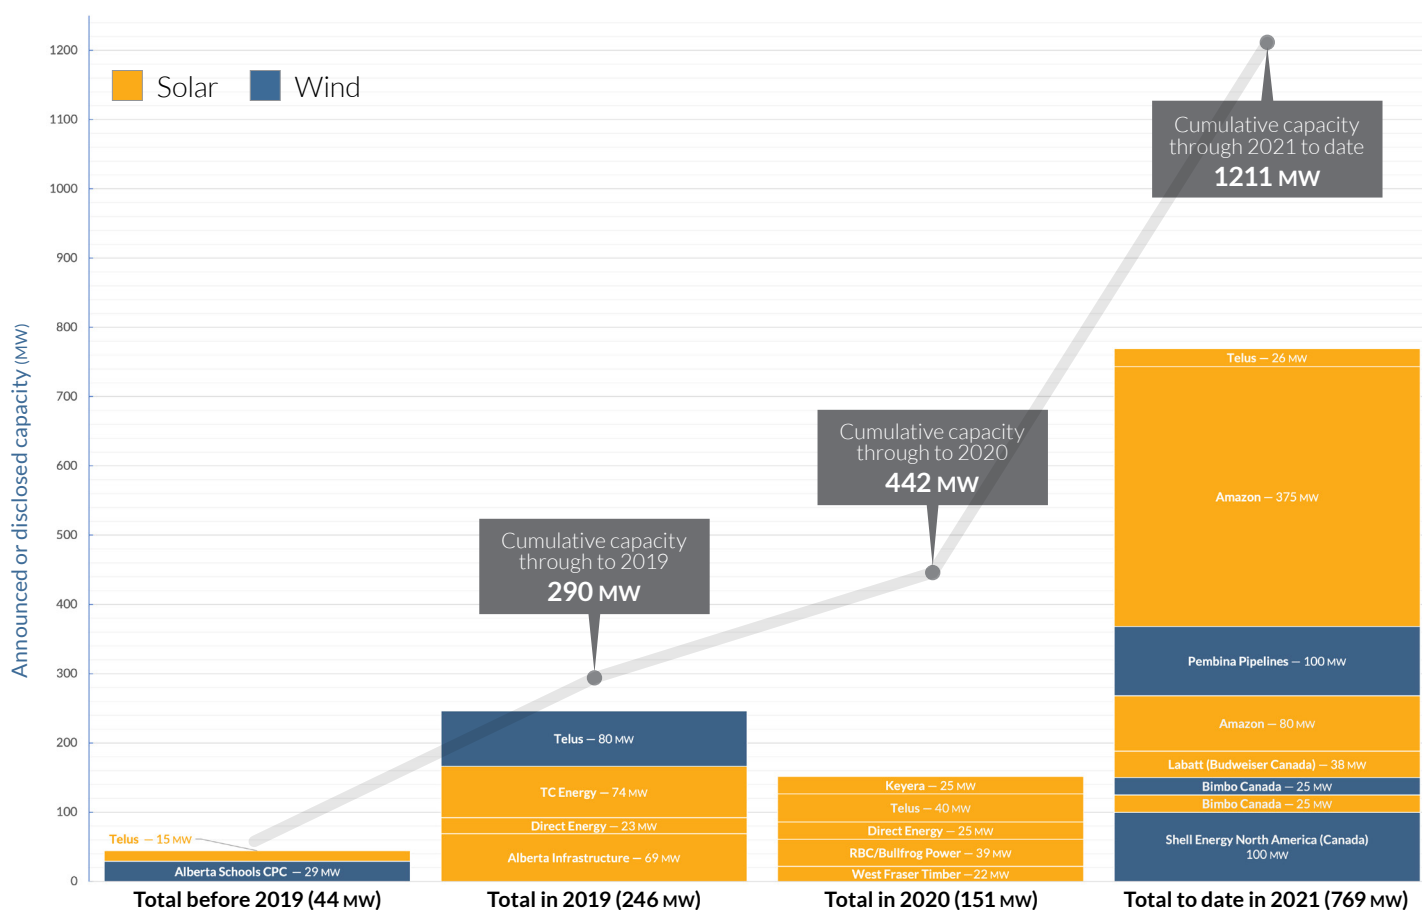 Solar
Wind
Announced or disclosed capacity (MW)
1200
1100
1000
900
800
700
600
500
400
300
200
100
0
Cumulative capacity
through 2021 to date
1211 MW
Cumulative capacity
through to 2020
442 MW
Cumulative capacity
through to 2019
290 MW
Telus — 15 MW
Alberta Schools CPC — 29 MW
Telus — 80 MW
TC Energy — 74 MW
Direct Energy — 23 MW
Alberta Infrastructure — 69 MW
Keyera — 25 MW
Telus — 40 MW
Direct Energy — 25 MW
RBC/Bullfrog Power — 39 MW
West Fraser Timber — 22 MW
Telus — 26 MW
Amazon — 375 MW
Pembina Pipelines — 100 MW
Amazon — 80 MW
Labatt (Budweiser Canada) — 38 MW
Bimbo Canada — 25 MW
Bimbo Canada — 25 MW
Shell Energy North America (Canada)
100 MW
Total before 2019 (44 MW)
Total in 2019 (246 MW)
Total in 2020 (151 MW)
Total to date in 2021 (769 MW)